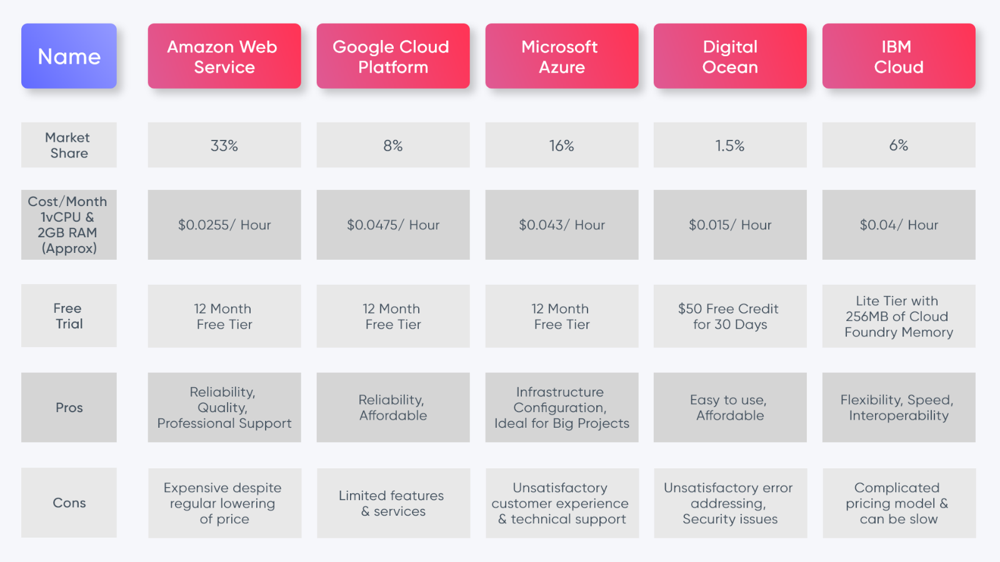 Name
Amazon Web
Service
Google Cloud
Platform
Microsoft
Azure
Digital
Ocean
IBM
Cloud
Market
Share
33%
8%
16%
1.5%
6%
Cost/Month
1vCPU &
2GB RAM
(Approx)
$0.0255/ Hour
$0.0475/ Hour
$0.043/ Hour
$0.015/ Hour
$0.04/ Hour
Free
Trial
12 Month
Free Tier
12 Month
Free Tier
12 Month
Free Tier
$50 Free Credit
for 30 Days
Lite Tier with
256MB of Cloud
Foundry Memory
Pros
Reliability,
Quality,
Professional Support
Reliability,
Affordable
Infrastructure
Configuration,
Ideal for Big Projects
Easy to use,
Affordable
Flexibility, Speed,
Interoperability
Cons
Expensive despite
regular lowering
of price
Limited features
& services
Unsatisfactory
customer experience
& technical support
Unsatisfactory error
addressing,
Security issues
Complicated
pricing model &
can be slow